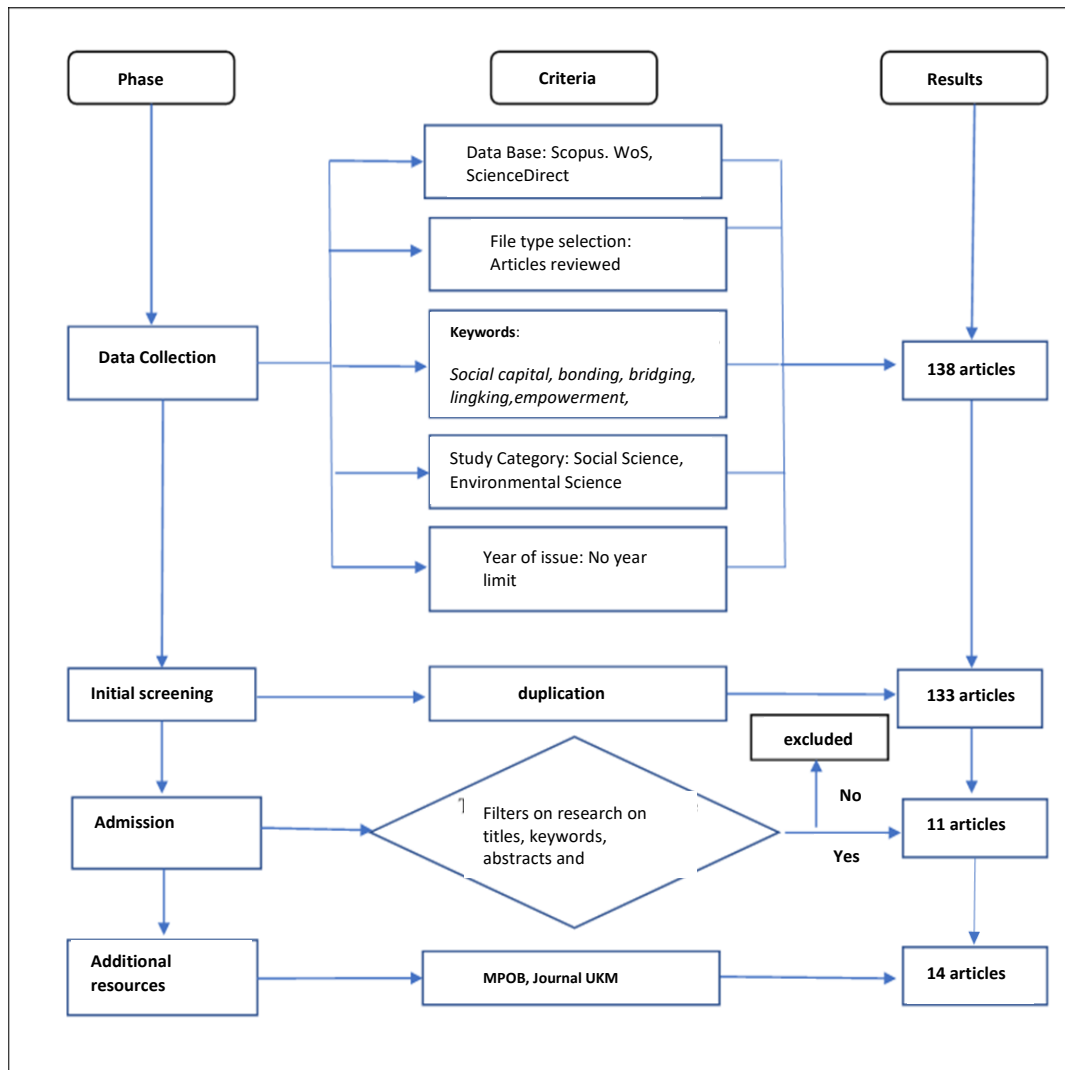 Phase
Criteria
Results
Data Base: Scopus. WoS,
ScienceDirect
File type selection:
Articles reviewed
Data Collection
Keywords:
Social capital, bonding, bridging,
lingking,empowerment,
138 articles
Study Category: Social Science,
Environmental Science
Year of issue: No year
limit
Initial screening
duplication
133 articles
excluded
No
Admission
Filters on research on
titles, keywords,
abstracts and
Yes
11 articles
Additional
resources
MPOB, Journal UKM
14 articles